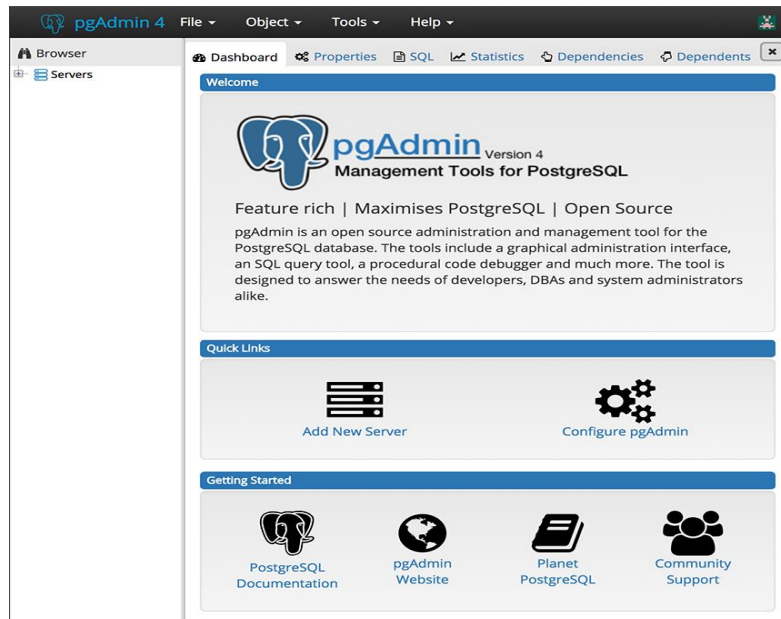 pgAdmin 4 File Object Tools Help
Browser
Servers
Dashboard Properties SQL Statistics Dependencies Dependents
Welcome
pgAdmin Version 4
Management Tools for PostgreSQL
Feature rich | Maximises PostgreSQL | Open Source
pgAdmin is an open source administration and management tool for the
PostgreSQL database. The tools include a graphical administration interface,
an SQL query tool, a procedural code debugger and much more. The tool is
designed to answer the needs of developers, DBAs and system administrators
alike.
Quick Links
Add New Server Configure pgAdmin
Getting Started
PostgreSQL pgAdmin Planet Community
Documentation Website PostgreSQL Support